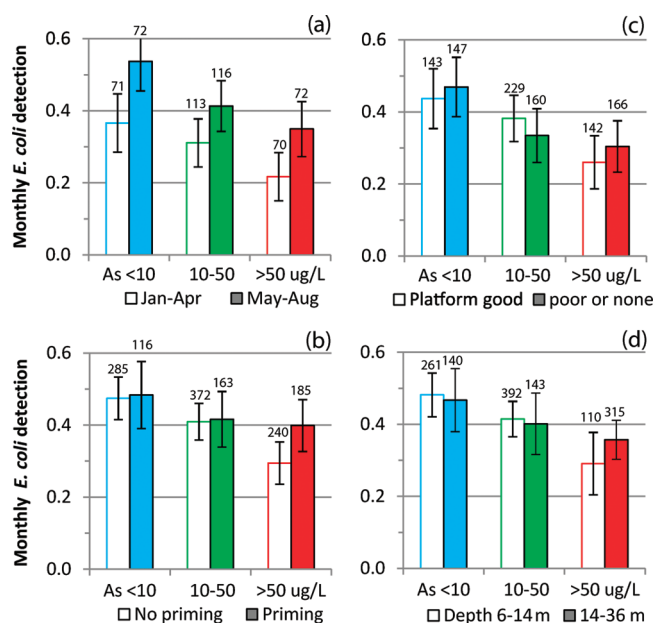 (a)
Monthly E. coli detection
0.6
0.4
0.2
0.0
71
72
113
116
70
72
As <10 10-50 >50 ug/L
Jan-Apr May-Aug
(c)
0.6
0.4
0.2
0.0
143
147
229
160
142
166
As <10 10-50 >50 ug/L
Platform good poor or none
(b)
Monthly E. coli detection
0.6
0.4
0.2
0.0
285
116
372
163
240
185
As <10 10-50 >50 ug/L
No priming Priming
(d)
0.6
0.4
0.2
0.0
261
140
392
143
110
315
As <10 10-50 >50 ug/L
Depth 6-14 m 14-36 m